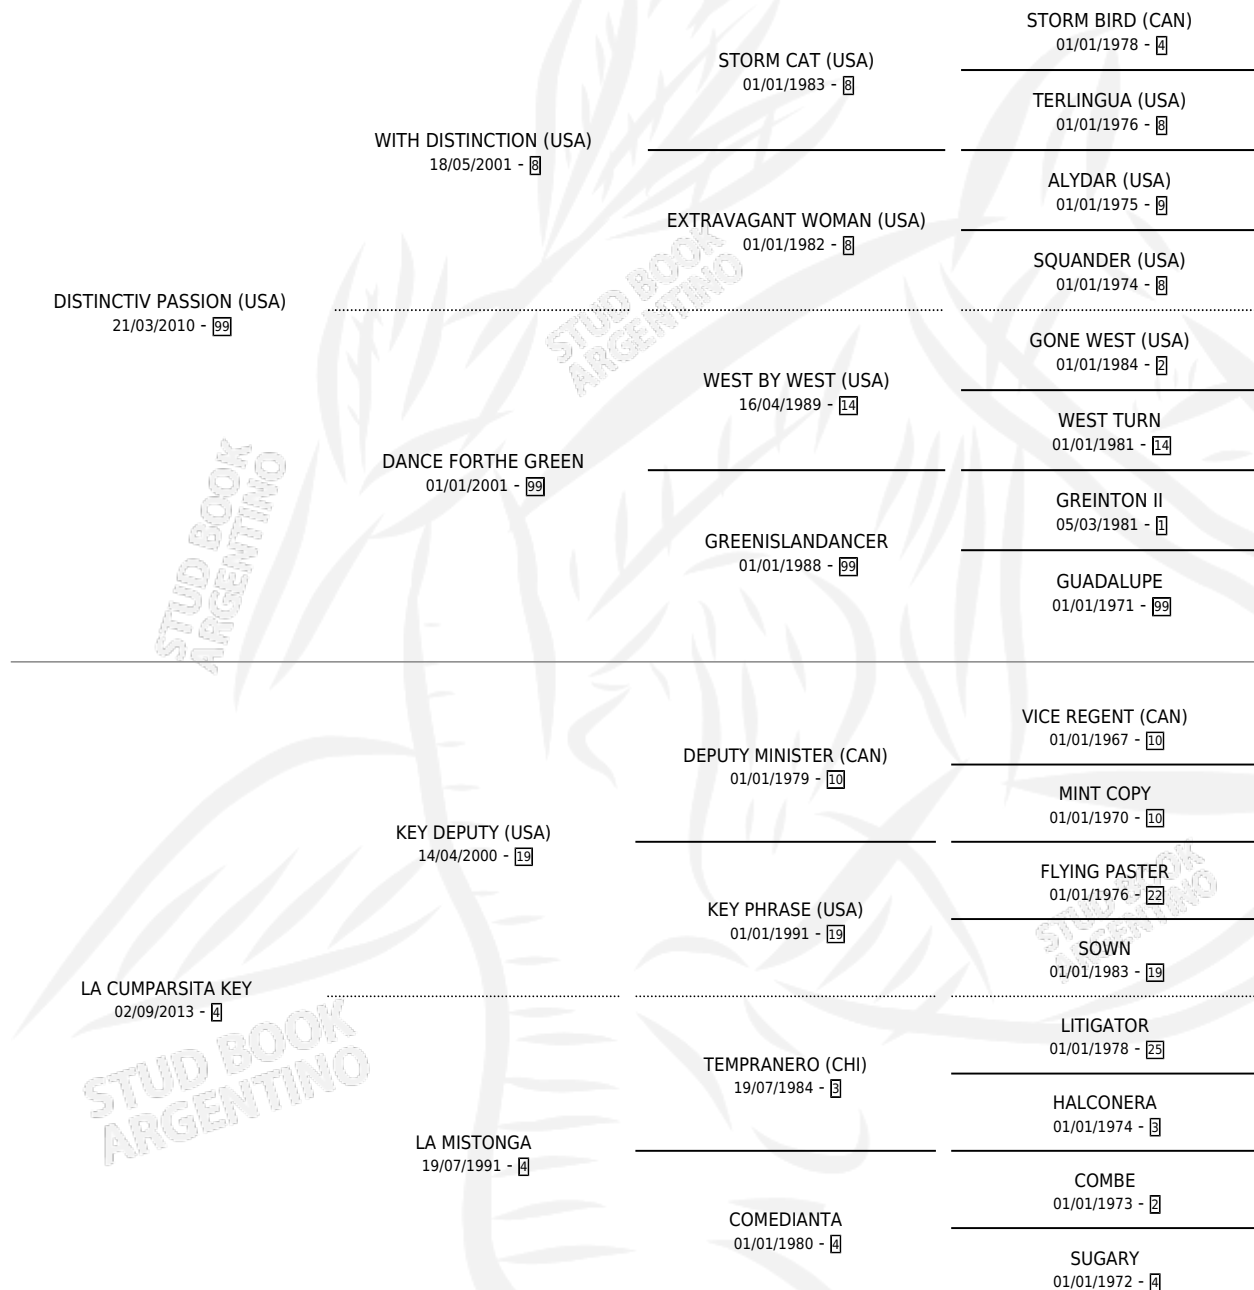 STORM BIRD (CAN)
01/01/1978 - 4
STORM CAT (USA)
01/01/1983 - 8
TERLINGUA (USA)
01/01/1976 - 8
WITH DISTINCTION (USA)
18/05/2001 - 8
ALYDAR (USA)
01/01/1975 - 9
EXTRAVAGANT WOMAN (USA)
01/01/1982 - 8
SQUANDER (USA)
01/01/1974 - 8
DISTINCTIV PASSION (USA)
21/03/2010 - 99
GONE WEST (USA)
01/01/1984 - 2
WEST BY WEST (USA)
16/04/1989 - 14
WEST TURN
01/01/1981 - 14
DANCE FORTHE GREEN
01/01/2001 - 99
GREINTON II
05/03/1981 - 1
GREENISLANDANCER
01/01/1988 - 99
GUADALUPE
01/01/1971 - 99
VICE REGENT (CAN)
01/01/1967 - 10
DEPUTY MINISTER (CAN)
01/01/1979 - 10
MINT COPY
01/01/1970 - 10
KEY DEPUTY (USA)
14/04/2000 - 19
FLYING PASTER
01/01/1976 - 22
KEY PHRASE (USA)
01/01/1991 - 19
SOWN
01/01/1983 - 19
LA CUMPARSITA KEY
02/09/2013 - 4
LITIGATOR
01/01/1978 - 25
TEMPRANERO (CHI)
19/07/1984 - 3
HALCONERA
01/01/1974 - 3
LA MISTONGA
19/07/1991 - 4
COMBE
01/01/1973 - 2
COMEDIANTA
01/01/1980 - 4
SUGARY
01/01/1972 - 4
STUD BOOK
ARGENTINO
STUD BOOK
ARGENTINO
STUD BOOK
ARGENTINO
STUD BOOK
ARGENTINO